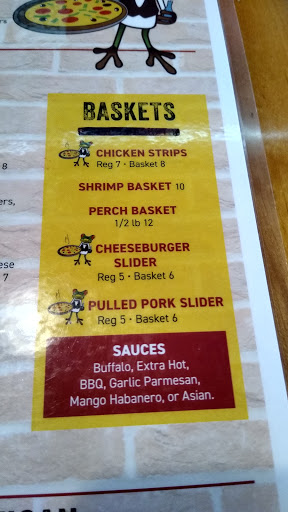 BASKETS
CHICKEN STRIPS
Reg 7 • Basket 8
SHRIMP BASKET 10
PERCH BASKET
1/2 lb 12
CHEESEBURGER
SLIDER
Reg 5 • Basket 6
PULLED PORK SLIDER
Reg 5 • Basket 6
SAUCES
Buffalo, Extra Hot,
BBQ, Garlic Parmesan,
Mango Habanero, or Asian.
8
7